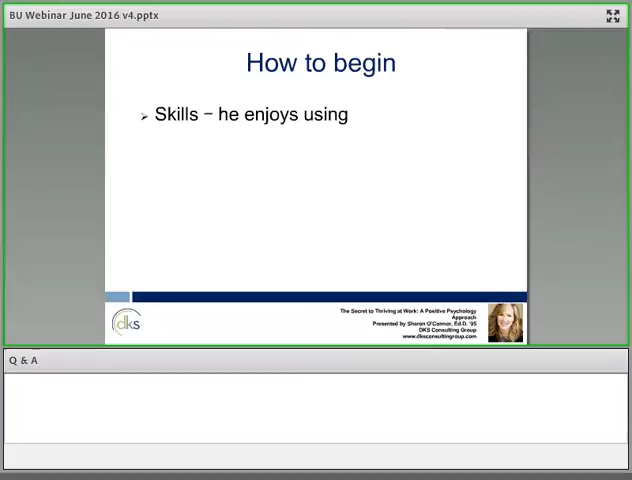 BU Webinar June 2016 v4.pptx
How to begin
➢ Skills – he enjoys using
dks
The Secret to Thriving at Work: A Positive Psychology
Approach
Presented by Sharon O'Connor, Ed.D. '95
DKS Consulting Group
www.dksconsultinggroup.com
Q & A